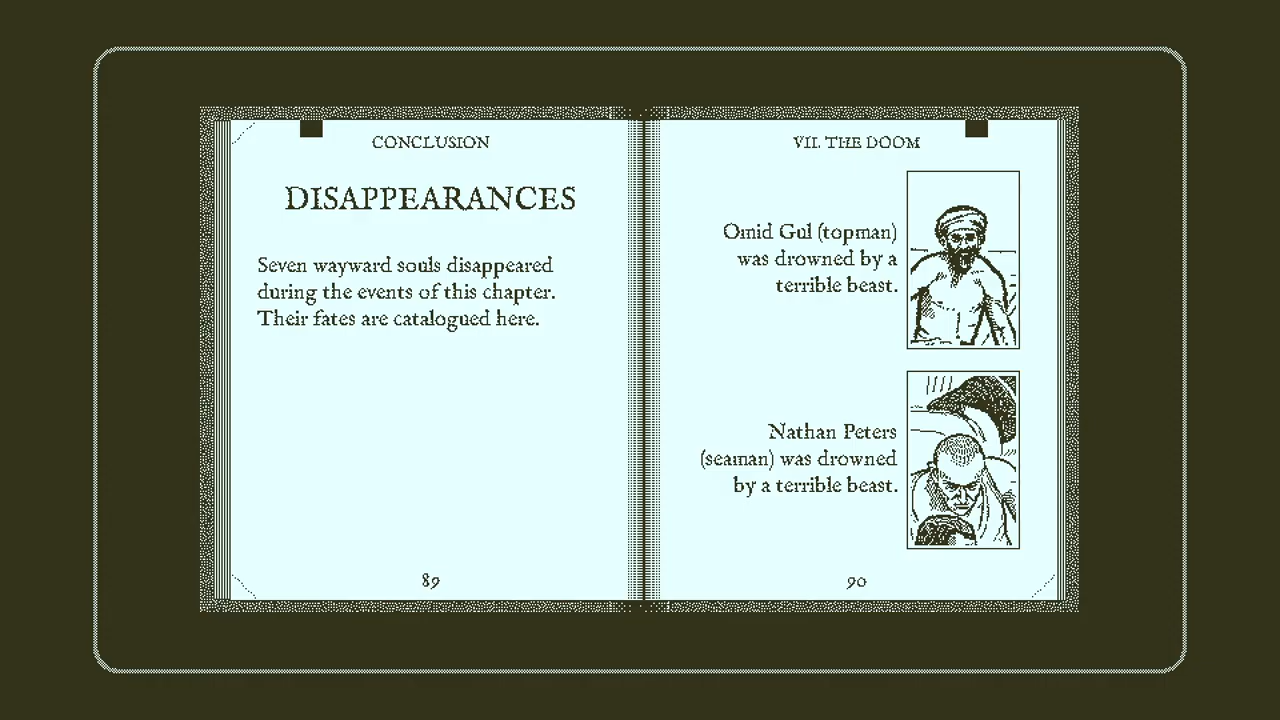 CONCLUSION
DISAPPEARANCES
Seven wayward souls disappeared
during the events of this chapter.
Their fates are catalogued here.
89
VII. THE DOOM
Omid Gul (topman)
was drowned by a
terrible beast.
Nathan Peters
(seaman) was drowned
by a terrible beast.
90